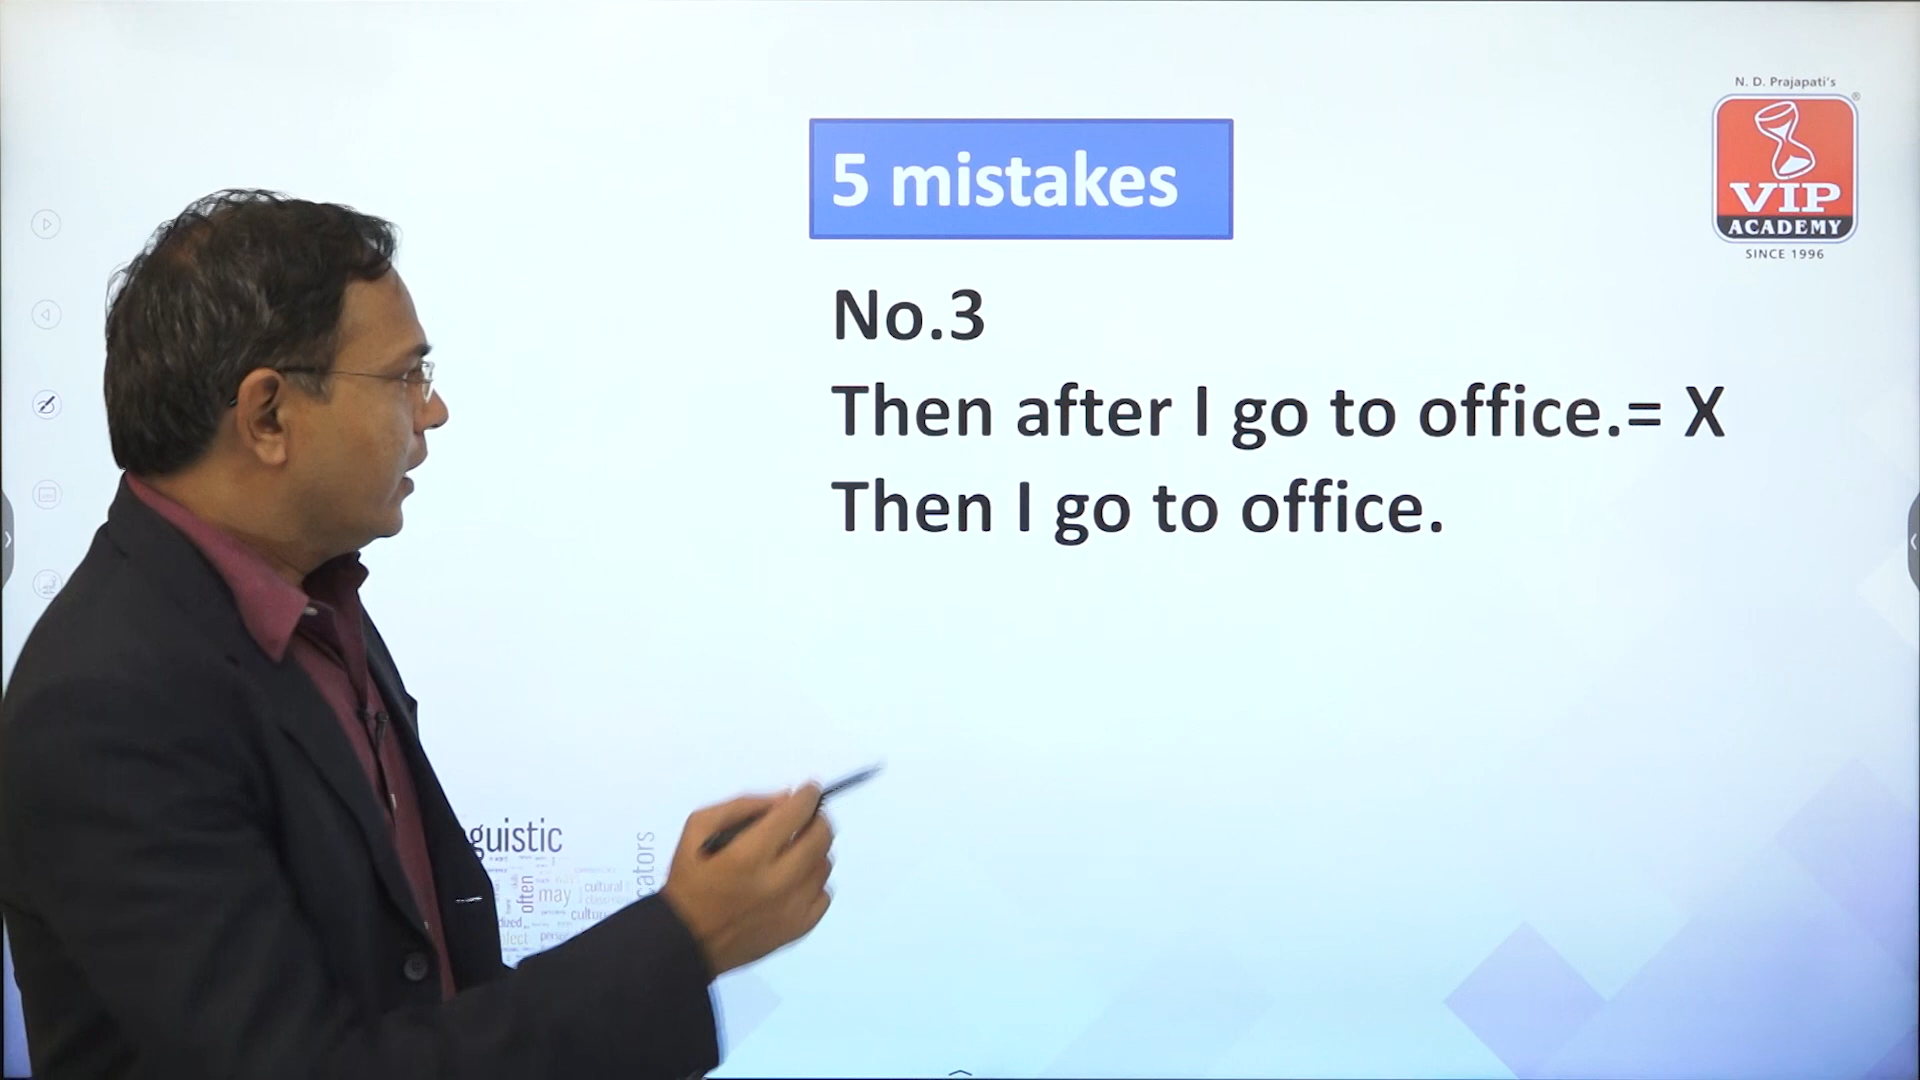 N. D. Prajapati's
®
VIP
ACADEMY
SINCE 1996
5 mistakes
No.3
Then after I go to office.= X
Then I go to office.
guistic
cators
often
may
cultural